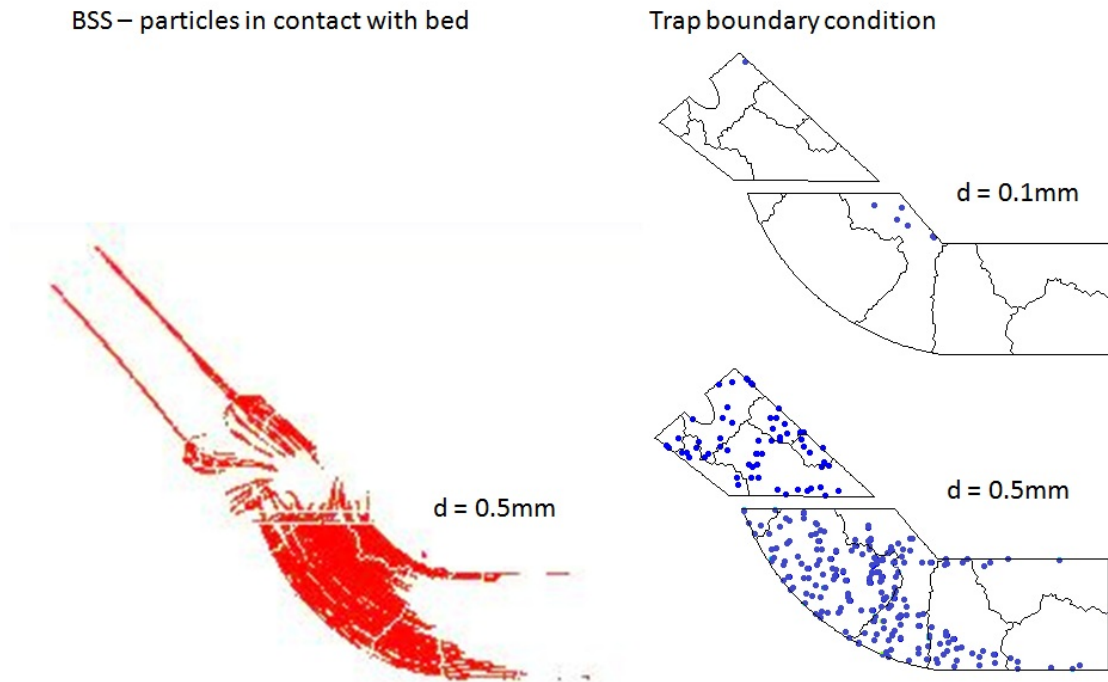 BSS – particles in contact with bed
Trap boundary condition
d = 0.1mm
d = 0.5mm
d = 0.5mm